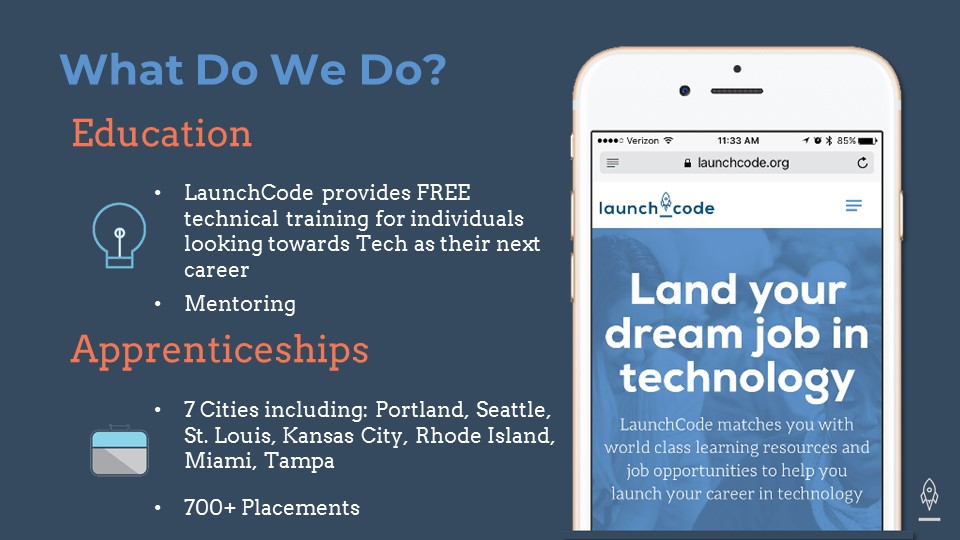 What Do We Do?
Education
• LaunchCode provides FREE
technical training for individuals
looking towards Tech as their next
career
• Mentoring
Apprenticeships
• 7 Cities including: Portland, Seattle,
St. Louis, Kansas City, Rhode Island,
Miami, Tampa
• 700+ Placements
Verizon 11:33 AM 85%
launchcode.org
launch code
Land your
dream job in
technology
LaunchCode matches you with
world class learning resources and
job opportunities to help you
launch your career in technology